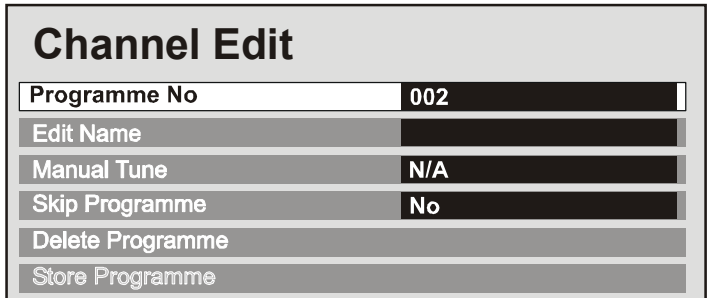 Channel Edit
Programme No 002
Edit Name
Manual Tune N/A
Skip Programme No
Delete Programme
Store Programme